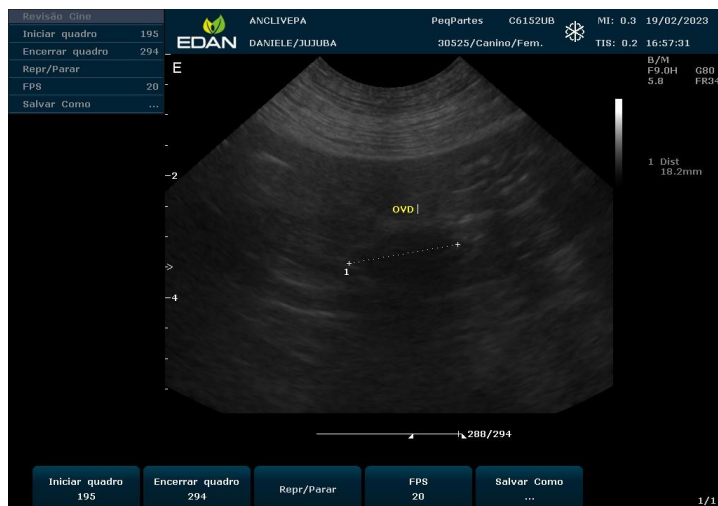 Revisão Cine
Iniciar quadro 195
Encerrar quadro 294
Repr/Parar
FPS 20
Salvar Como ...
EDAN
ANCLIVEPA PeqPartes C6152UB MI: 0.3 19/02/2023
DANIELE/JUJUBA 30525/Canino/Fem. TIS: 0.2 16:57:31
E
B/M
F9.0H G80
5.8 FR34
1 Dist
18.2mm
-2
OVD
1
-4
288/294
Iniciar quadro
195
Encerrar quadro
294
Repr/Parar
FPS
20
Salvar Como
...
1/1